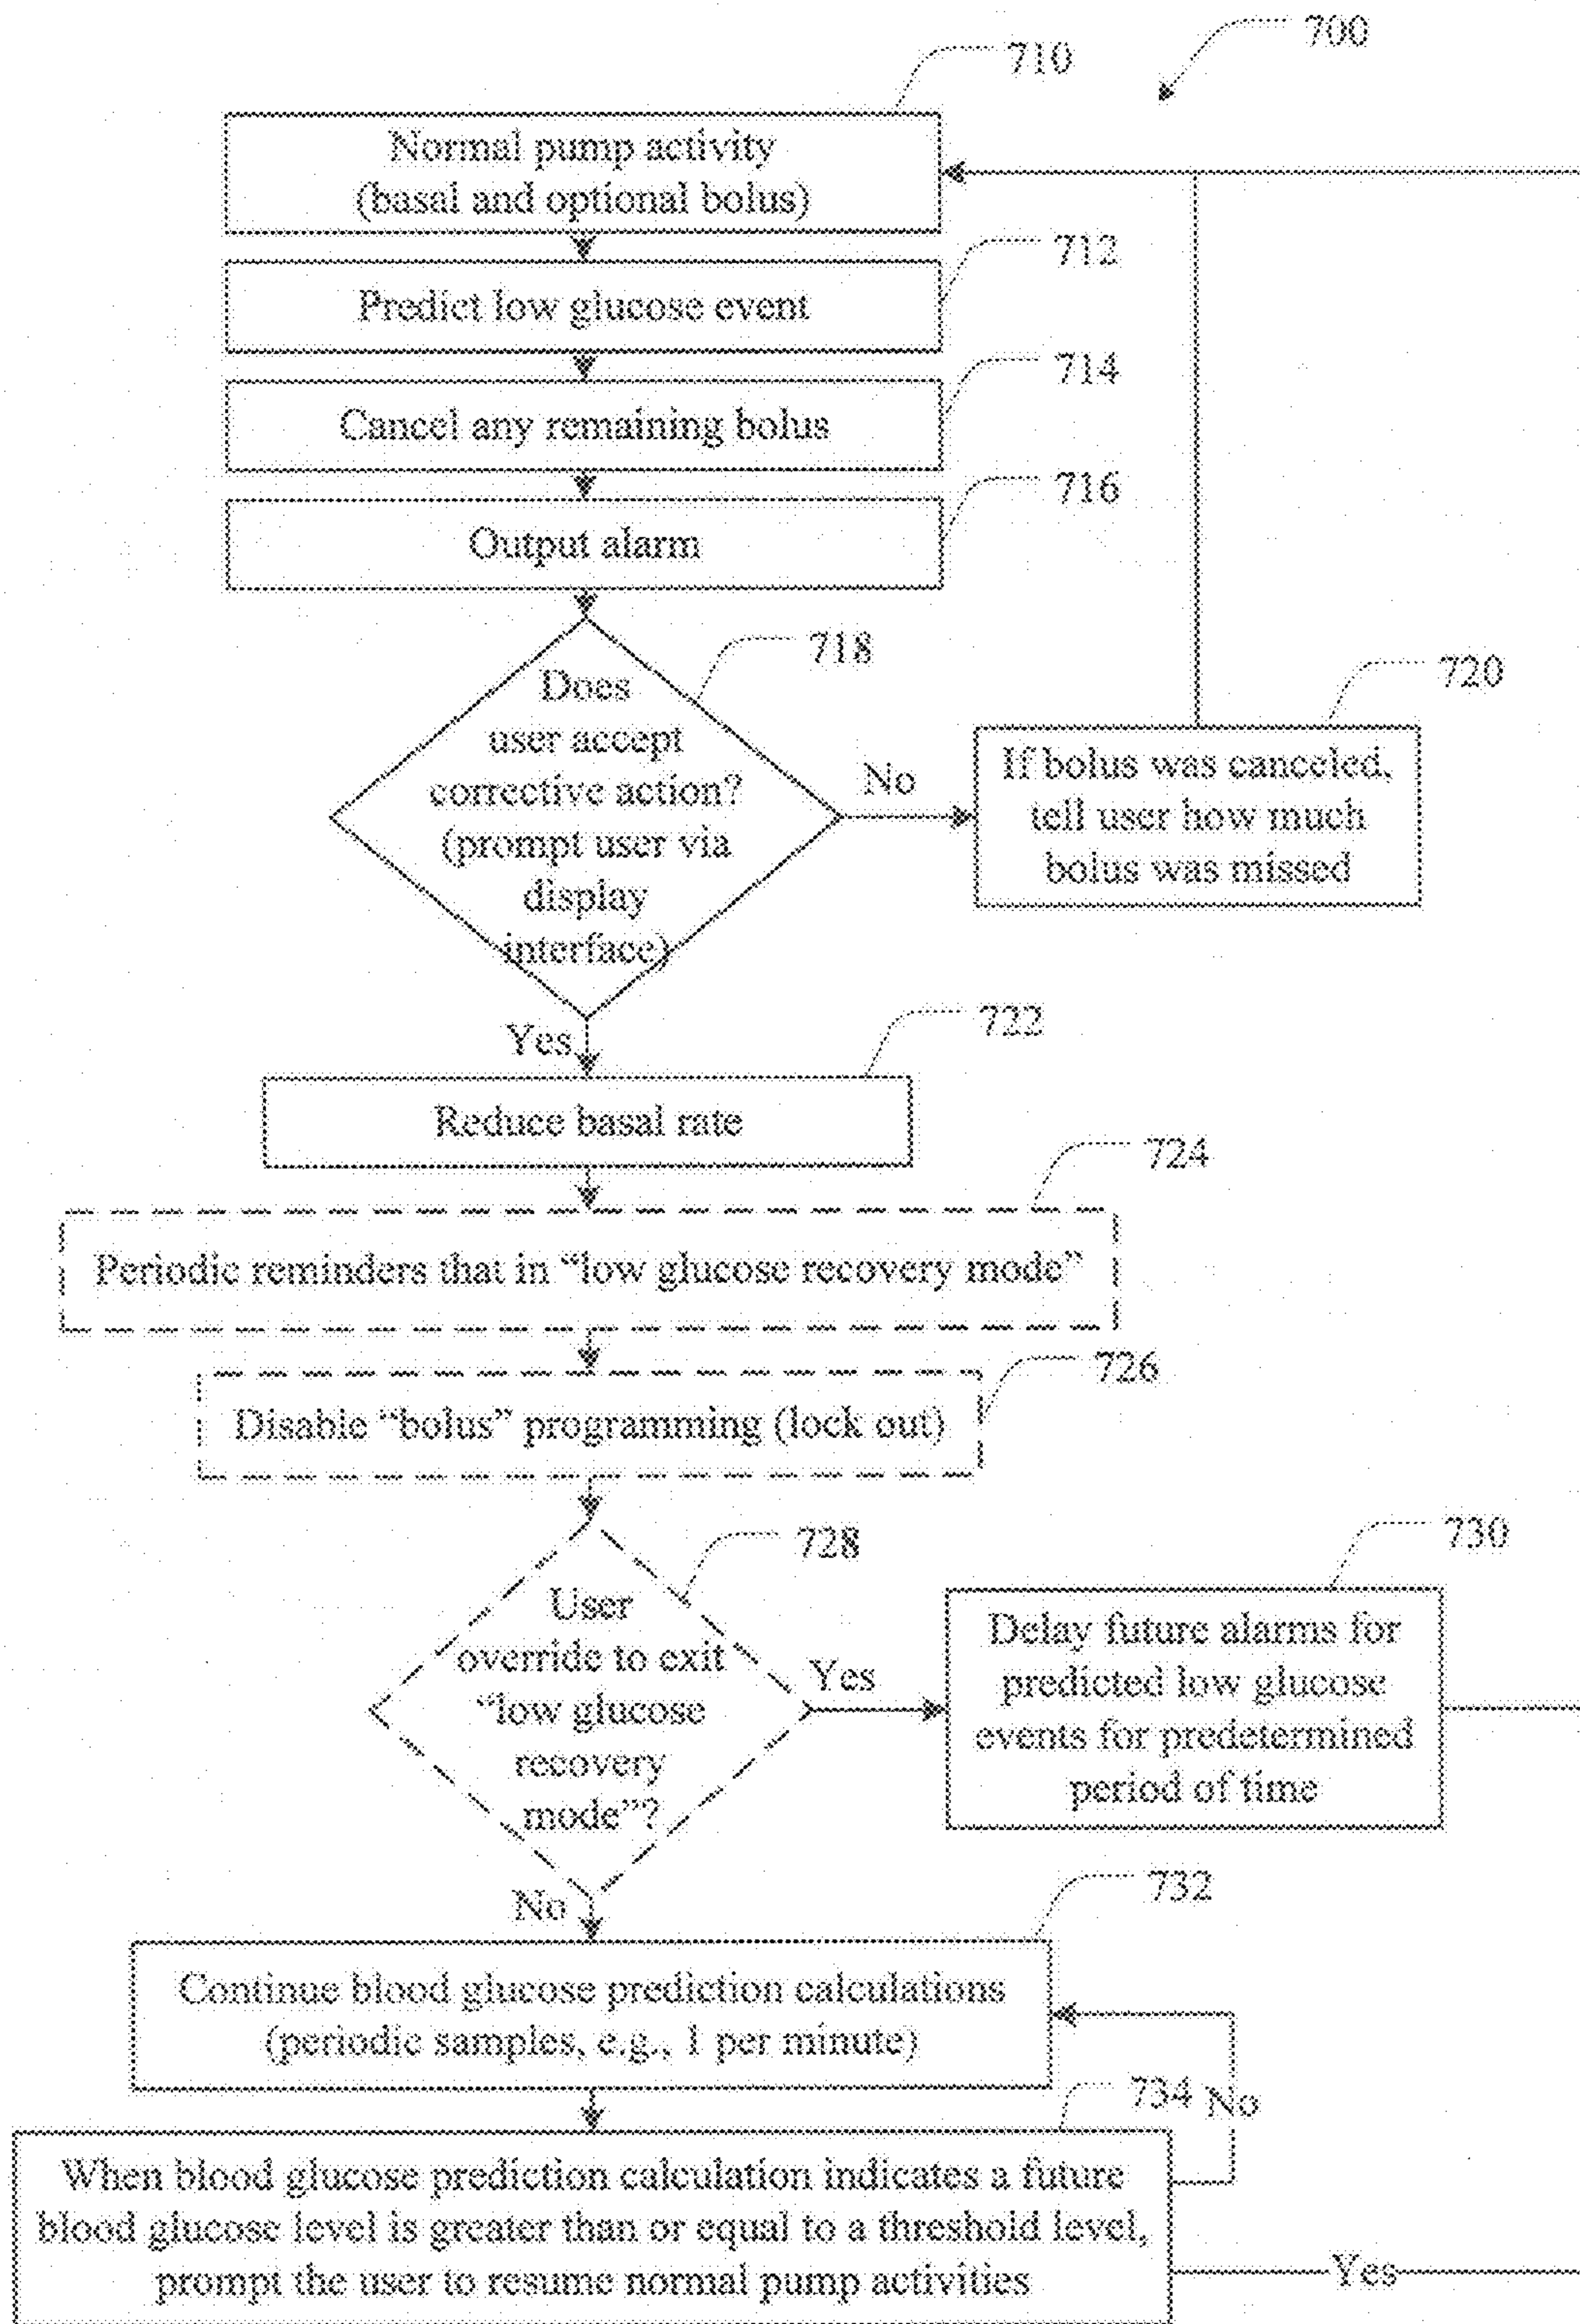 700
710
Normal pump activity
(basal and optional bolus)
712
Predict low glucose event
714
Cancel any remaining bolus
716
Output alarm
718
Does
user accept
corrective action?
(prompt user via
display
interface)
No
720
If bolus was canceled,
tell user how much
bolus was missed
Yes
722
Reduce basal rate
724
Periodic reminders that in “low glucose recovery mode”
726
Disable “bolus” programming (lock out)
728
User
override to exit
“low glucose
recovery
mode”?
Yes
730
Delay future alarms for
predicted low glucose
events for predetermined
period of time
No
732
Continue blood glucose prediction calculations
(periodic samples, e.g., 1 per minute)
734
No
When blood glucose prediction calculation indicates a future
blood glucose level is greater than or equal to a threshold level,
prompt the user to resume normal pump activities
Yes